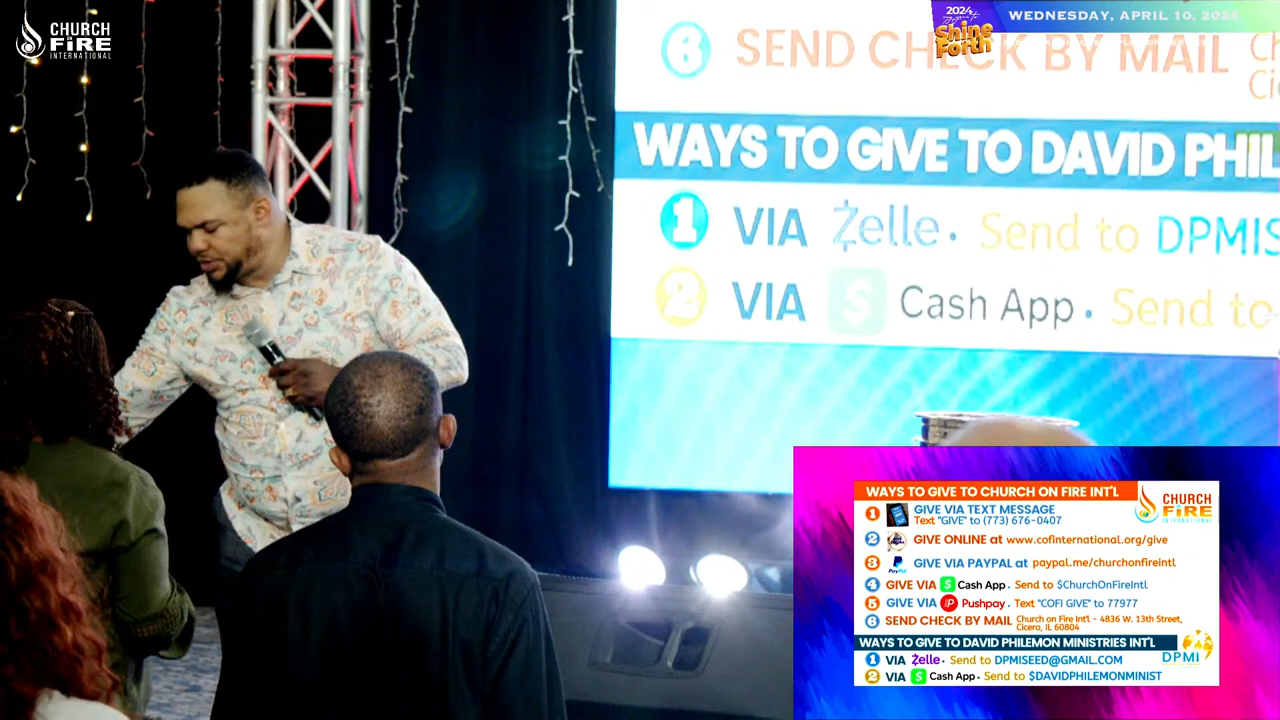 CHURCH
ON
FIRE
INTERNATIONAL
2024
Shine
Forth
WEDNESDAY, APRIL 10, 2024
6 SEND CHECK BY MAIL
WAYS TO GIVE TO DAVID PHIL
1 VIA Zelle • Send to DPMIS
2 VIA $ Cash App • Send to
WAYS TO GIVE TO CHURCH ON FIRE INT'L
CHURCH
ON
FIRE
INTERNATIONAL
1 GIVE VIA TEXT MESSAGE
Text "GIVE" to (773) 676-0407
2 GIVE ONLINE at www.cofinternational.org/give
3 PayPal GIVE VIA PAYPAL at paypal.me/churchonfireintl
4 GIVE VIA $ Cash App • Send to $ChurchOnFireIntl
5 GIVE VIA Pushpay • Text "COFI GIVE" to 77977
6 SEND CHECK BY MAIL Church on Fire Int'l - 4836 W. 13th Street,
Cicero, IL 60804
WAYS TO GIVE TO DAVID PHILEMON MINISTRIES INT'L
DPMI
1 VIA Zelle • Send to DPMISEED@GMAIL.COM
2 VIA $ Cash App • Send to $DAVIDPHILEMONMINIST